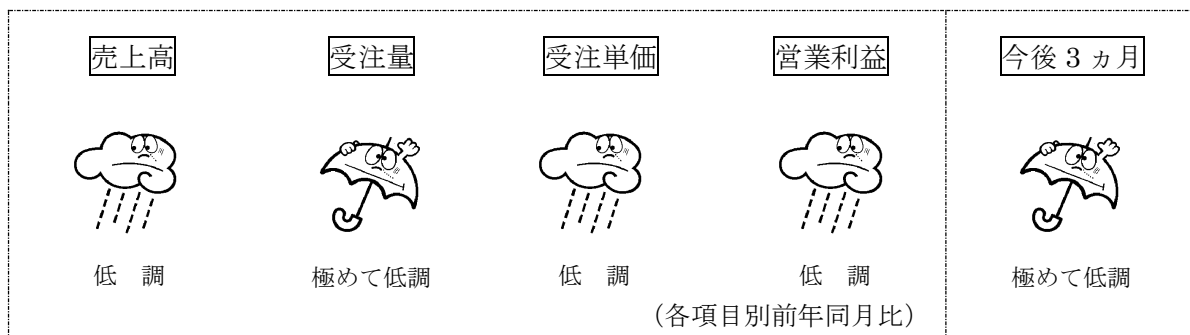 売上高 受注量 受注単価 営業利益 今後3ヵ月
低 調 極めて低調 低 調 低 調 極めて低調
(各項目別前年同月比)